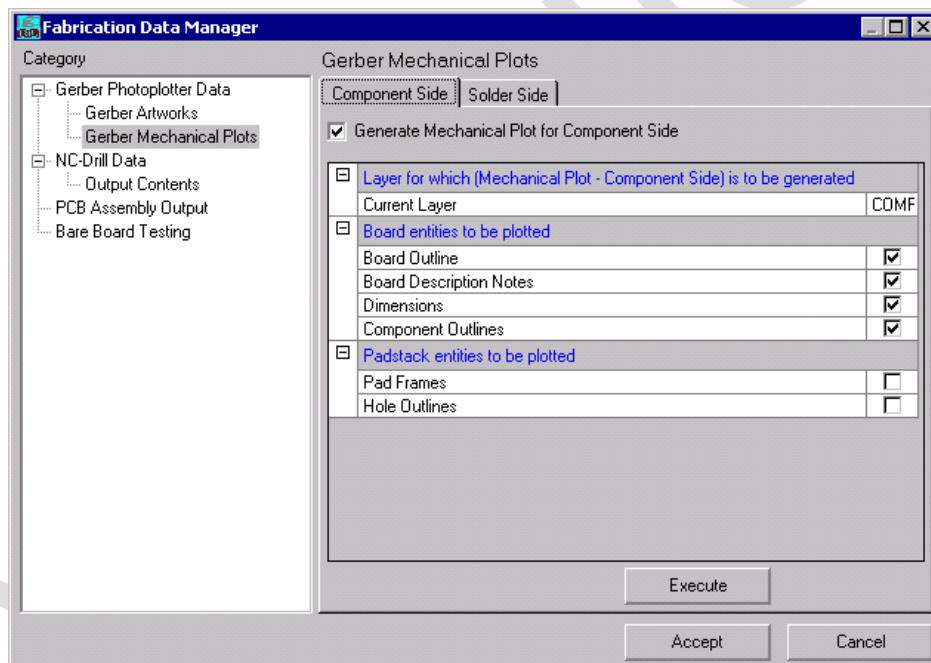 Fabrication Data Manager
Category
Gerber Photoplotter Data
Gerber Artworks
Gerber Mechanical Plots
NC-Drill Data
Output Contents
PCB Assembly Output
Bare Board Testing
Gerber Mechanical Plots
Component Side Solder Side
Generate Mechanical Plot for Component Side
Layer for which (Mechanical Plot - Component Side) is to be generated
Current Layer COMF
Board entities to be plotted
Board Outline
Board Description Notes
Dimensions
Component Outlines
Padstack entities to be plotted
Pad Frames
Hole Outlines
Execute
Accept Cancel